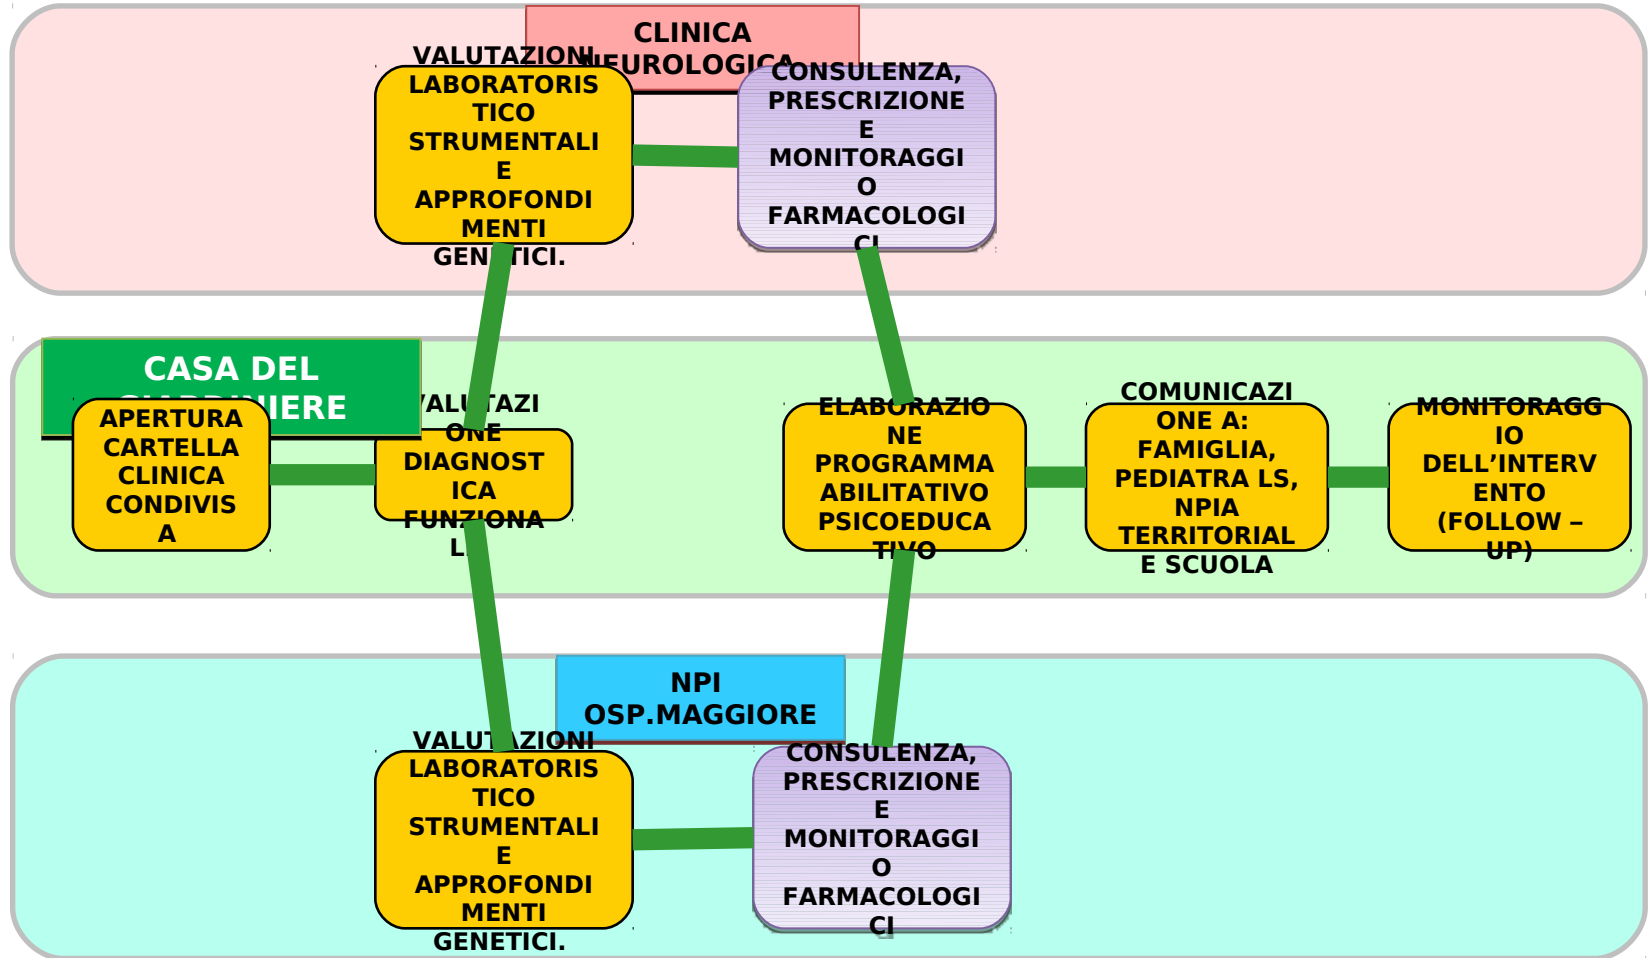 CLINICA
NEUROLOGICA
VALUTAZIONI
LABORATORIS
TICO
STRUMENTALI
E
APPROFONDI
MENTI
GENETICI.
CONSULENZA,
PRESCRIZIONE
E
MONITORAGGI
O
FARMACOLOGI
CI
CASA DEL
GIARDINIERE
APERTURA
CARTELLA
CLINICA
CONDIVIS
A
VALUTAZI
ONE
DIAGNOST
ICA
FUNZIONA
LE
ELABORAZIO
NE
PROGRAMMA
ABILITATIVO
PSICOEDUCA
TIVO
COMUNICAZI
ONE A:
FAMIGLIA,
PEDIATRA LS,
NPIA
TERRITORIAL
E SCUOLA
MONITORAGG
IO
DELL’INTERV
ENTO
(FOLLOW –
UP)
NPI
OSP.MAGGIORE
VALUTAZIONI
LABORATORIS
TICO
STRUMENTALI
E
APPROFONDI
MENTI
GENETICI.
CONSULENZA,
PRESCRIZIONE
E
MONITORAGGI
O
FARMACOLOGI
CI